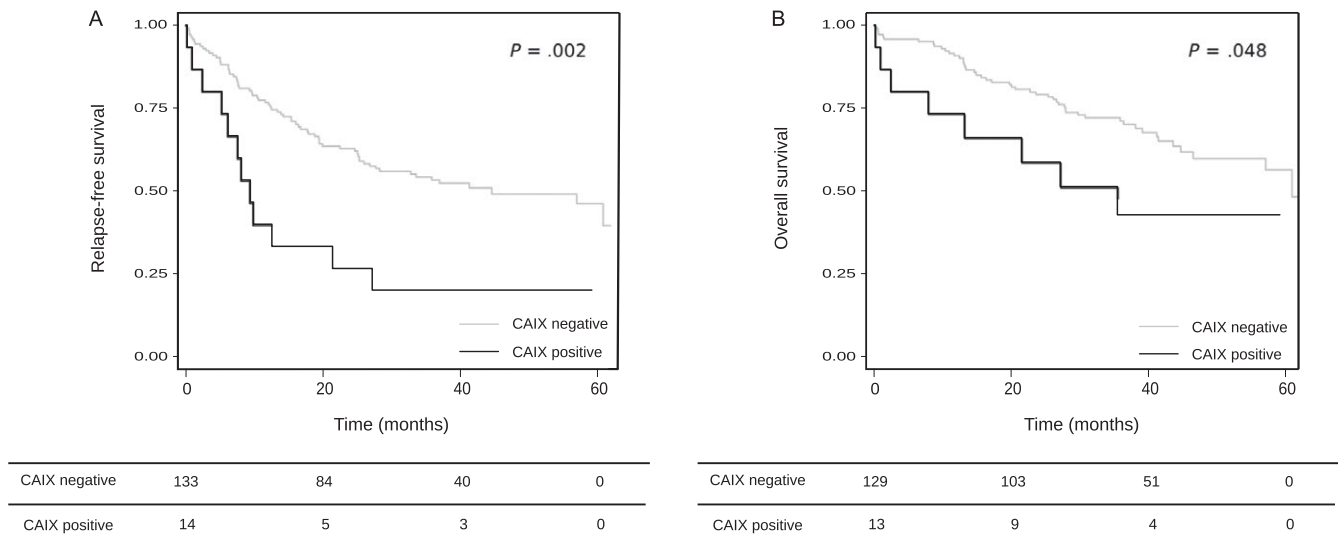 A
Relapse-free survival
1.00
0.75
0.50
0.25
0.00
P = .002
CAIX negative
CAIX positive
0 20 40 60
Time (months)
CAIX negative 133 84 40 0
CAIX positive 14 5 3 0
B
Overall survival
1.00
0.75
0.50
0.25
0.00
P = .048
CAIX negative
CAIX positive
0 20 40 60
Time (months)
CAIX negative 129 103 51 0
CAIX positive 13 9 4 0